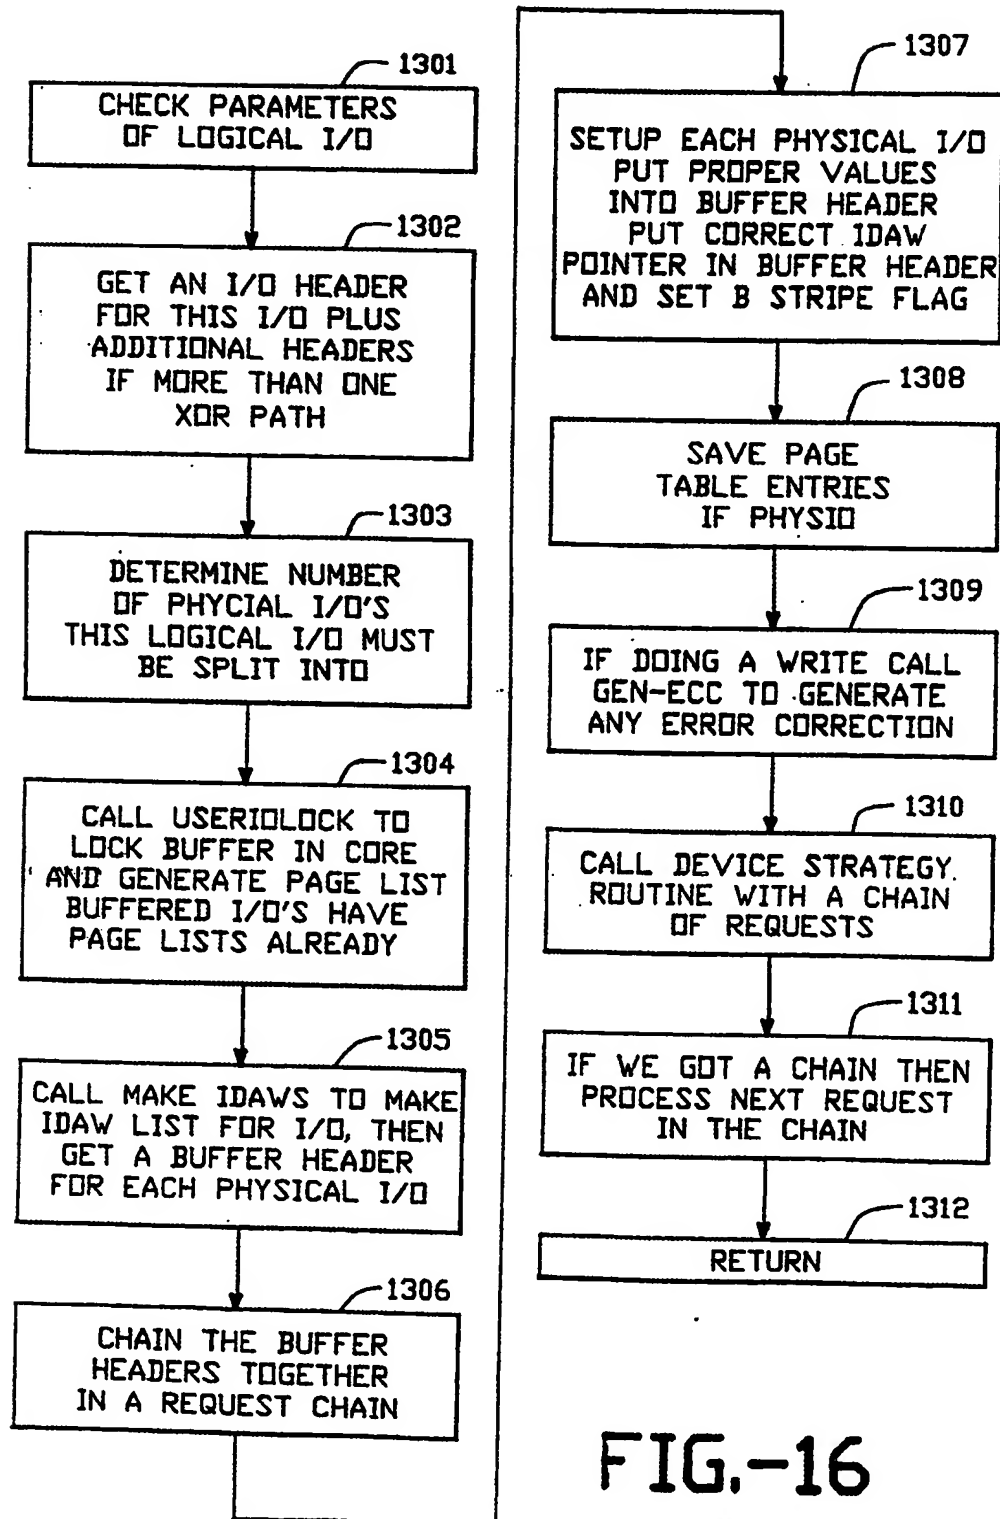 1301
CHECK PARAMETERS
OF LOGICAL I/O
1302
GET AN I/O HEADER
FOR THIS I/O PLUS
ADDITIONAL HEADERS
IF MORE THAN ONE
XOR PATH
1303
DETERMINE NUMBER
OF PHYCIAL I/O'S
THIS LOGICAL I/O MUST
BE SPLIT INTO
1304
CALL USERIOLOCK TO
LOCK BUFFER IN CORE
AND GENERATE PAGE LIST
BUFFERED I/O'S HAVE
PAGE LISTS ALREADY
1305
CALL MAKE IDAWS TO MAKE
IDAW LIST FOR I/O, THEN
GET A BUFFER HEADER
FOR EACH PHYSICAL I/O
1306
CHAIN THE BUFFER
HEADERS TOGETHER
IN A REQUEST CHAIN
1307
SETUP EACH PHYSICAL I/O
PUT PROPER VALUES
INTO BUFFER HEADER
PUT CORRECT IDAW
POINTER IN BUFFER HEADER
AND SET B STRIPE FLAG
1308
SAVE PAGE
TABLE ENTRIES
IF PHYSIO
1309
IF DOING A WRITE CALL
GEN-ECC TO GENERATE
ANY ERROR CORRECTION
1310
CALL DEVICE STRATEGY
ROUTINE WITH A CHAIN
OF REQUESTS
1311
IF WE GOT A CHAIN THEN
PROCESS NEXT REQUEST
IN THE CHAIN
1312
RETURN
FIG.-16